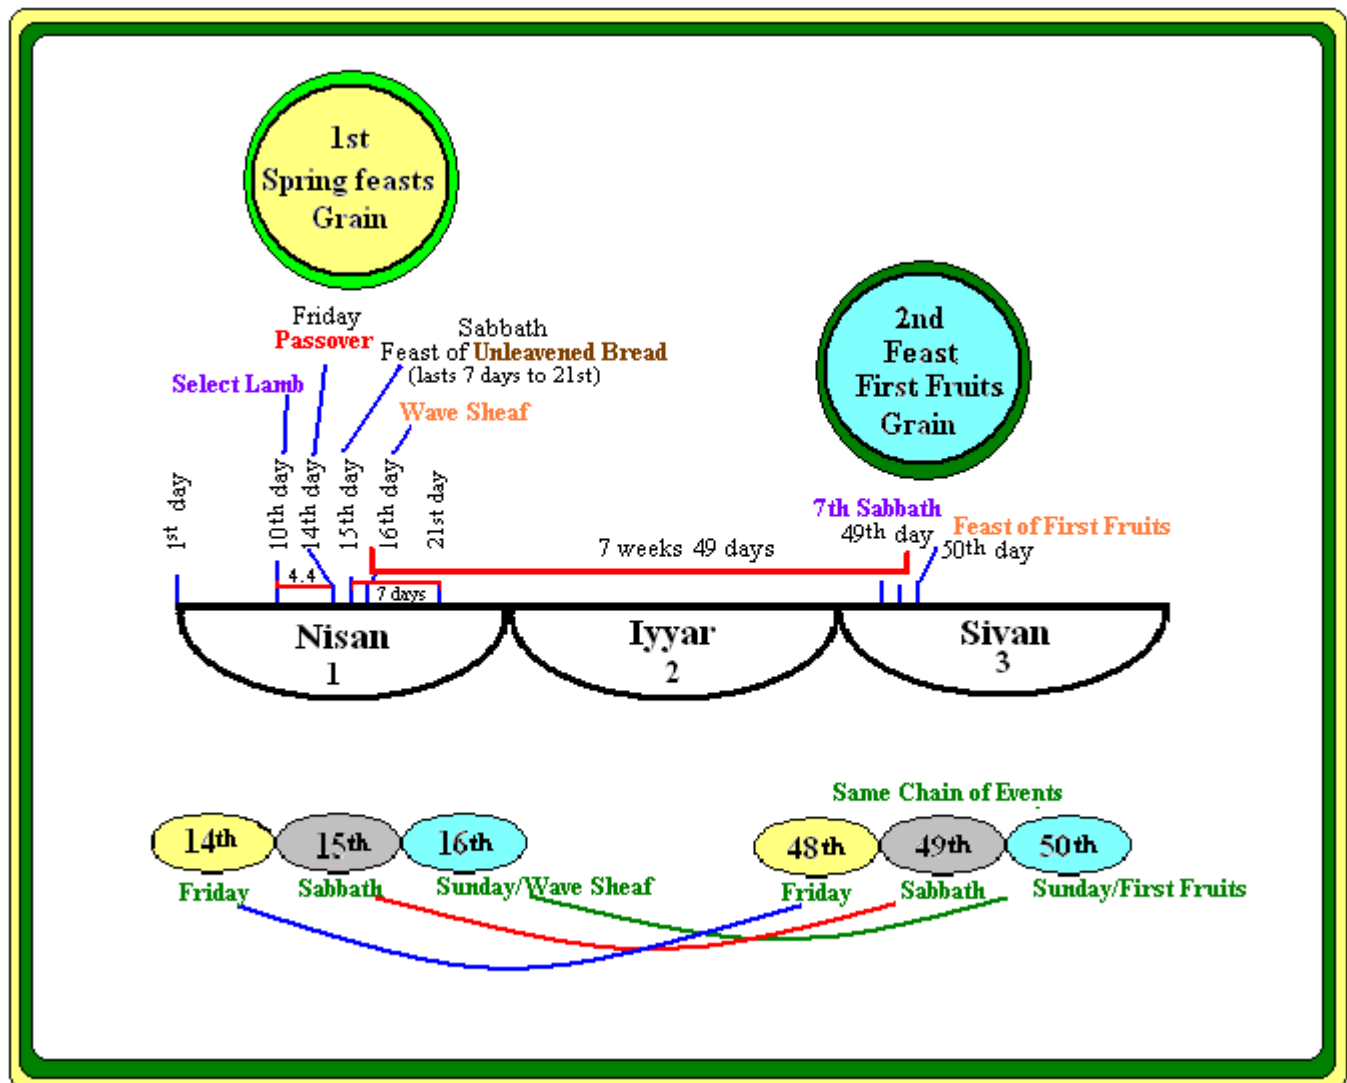 1st
Spring feasts
Grain
2nd
Feast
First Fruits
Grain
Friday
Passover
Sabbath
Feast of Unleavened Bread
(lasts 7 days to 21st)
Select Lamb
Wave Sheaf
1st day
10th day
14th day
15th day
16th day
21st day
7th Sabbath
49th day
Feast of First Fruits
50th day
7 weeks 49 days
4.4
7 days
Nisan
1
Iyyar
2
Sivan
3
Same Chain of Events
14th
15th
16th
48th
49th
50th
Friday
Sabbath
Sunday/Wave Sheaf
Friday
Sabbath
Sunday/First Fruits